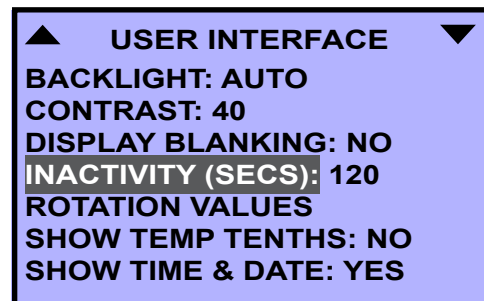 USER INTERFACE
BACKLIGHT: AUTO
CONTRAST: 40
DISPLAY BLANKING: NO
INACTIVITY (SECS): 120
ROTATION VALUES
SHOW TEMP TENTHS: NO
SHOW TIME & DATE: YES